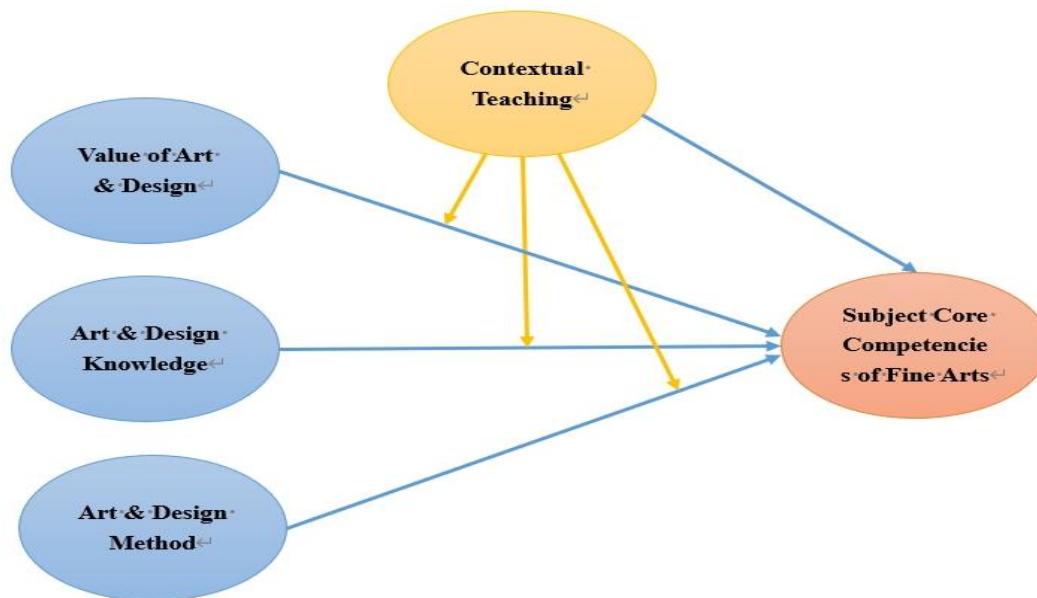 Contextual
Teaching
Value of Art
& Design
Art & Design
Knowledge
Subject Core
Competencie
s of Fine Arts
Art & Design
Method